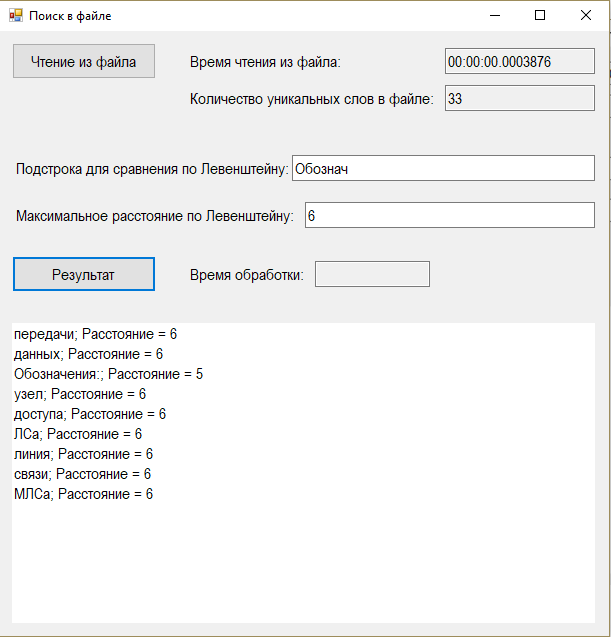 Поиск в файле
Чтение из файла
Время чтения из файла:
00:00:00.0003876
Количество уникальных слов в файле:
33
Подстрока для сравнения по Левенштейну:
Обознач
Максимальное расстояние по Левенштейну:
6
Результат
Время обработки:
передачи; Расстояние = 6
данных; Расстояние = 6
Обозначения:; Расстояние = 5
узел; Расстояние = 6
доступа; Расстояние = 6
ЛСа; Расстояние = 6
линия; Расстояние = 6
связи; Расстояние = 6
МЛСа; Расстояние = 6